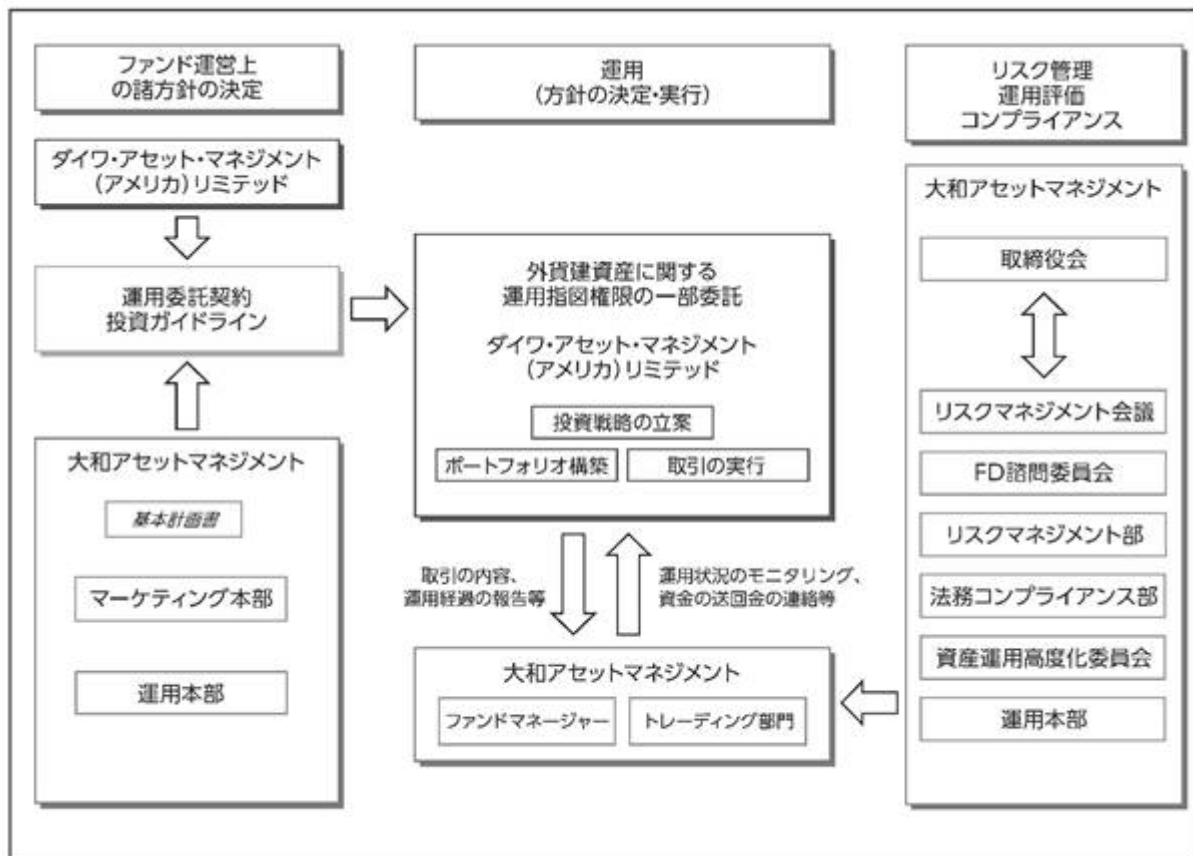 ファンド運営上
の諸方針の決定
ダイワ・アセット・マネジメント
(アメリカ)リミテッド
運用委託契約
投資ガイドライン
大和アセットマネジメント
基本計画書
マーケティング本部
運用本部
運用
(方針の決定・実行)
外貨建資産に関する
運用指図権限の一部委託
ダイワ・アセット・マネジメント
(アメリカ)リミテッド
投資戦略の立案
ポートフォリオ構築
取引の実行
取引の内容、
運用経過の報告等
運用状況のモニタリング、
資金の送回金の連絡等
大和アセットマネジメント
ファンドマネージャー
トレーディング部門
リスク管理
運用評価
コンプライアンス
大和アセットマネジメント
取締役会
リスクマネジメント会議
FD諮問委員会
リスクマネジメント部
法務コンプライアンス部
資産運用高度化委員会
運用本部